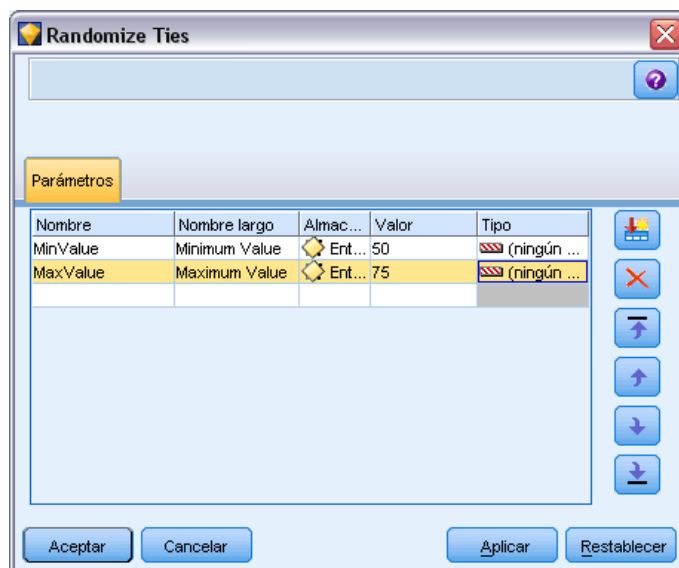 Randomize Ties
?
Parámetros
Nombre Nombre largo Almac... Valor Tipo
MinValue Minimum Value Ent... 50 (ningún ...
MaxValue Maximum Value Ent... 75 (ningún ...
Aceptar Cancelar Aplicar Restablecer